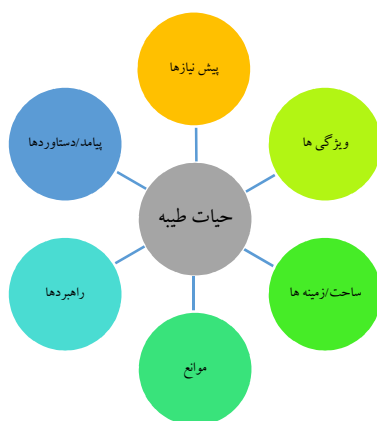 پیش نیازها
ویژگی ها
پیامد/دستاوردها
حیات طیبه
ساحت/زمینه ها
راهبردها
موانع